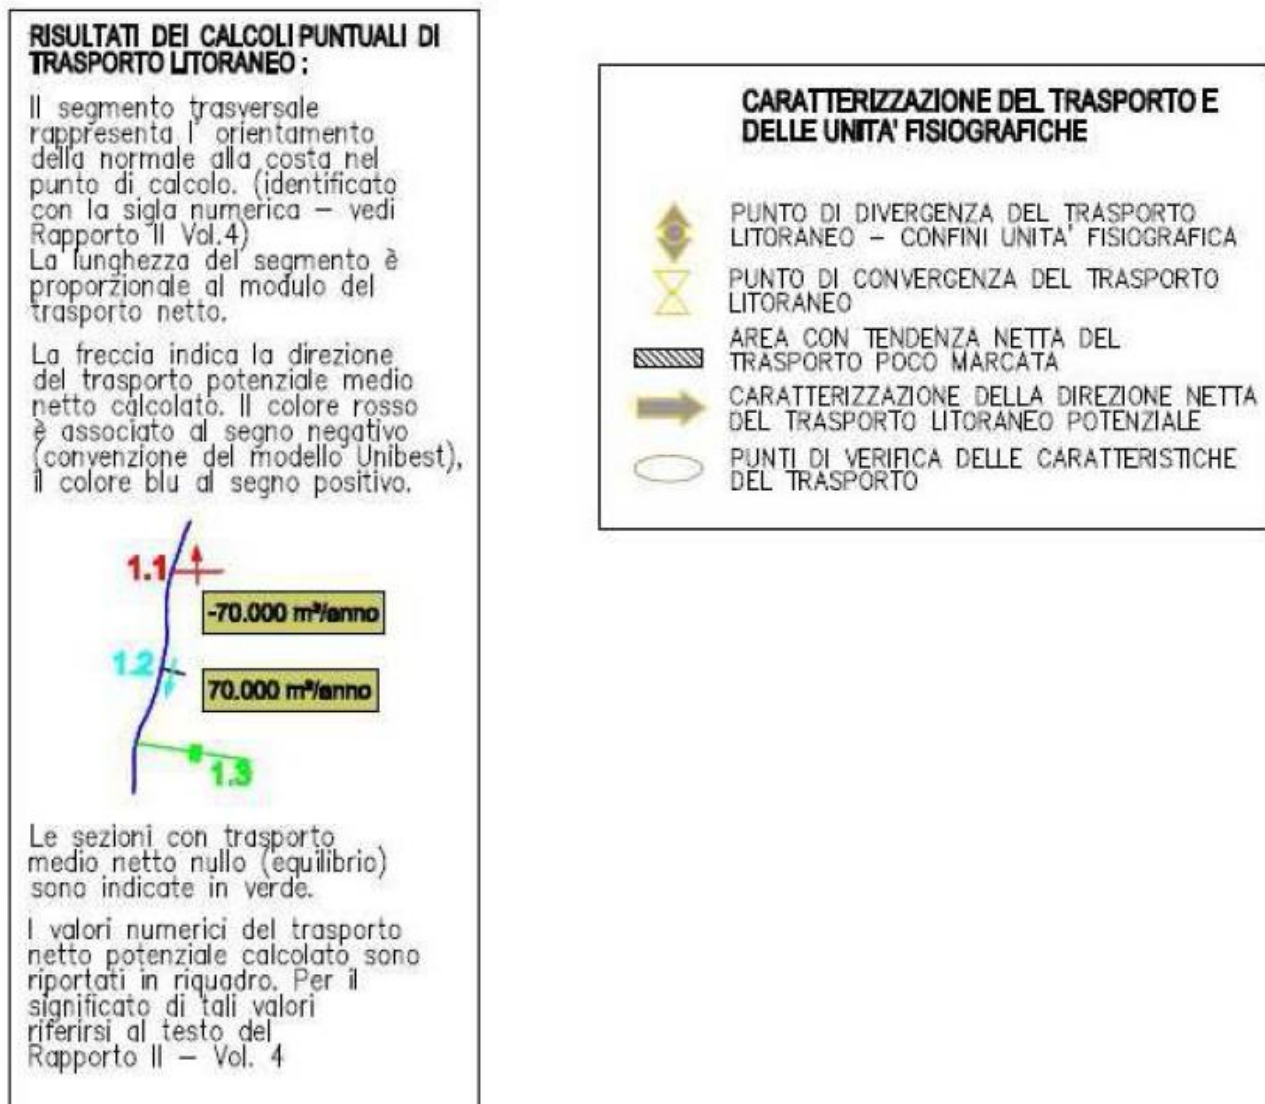 RISULTATI DEI CALCOLI PUNTUALI DI
TRASPORTO LITORANEO :
Il segmento trasversale
rappresenta l' orientamento
della normale alla costa nel
punto di calcolo. (identificato
con la sigla numerica – vedi
Rapporto II Vol.4)
La lunghezza del segmento è
proporzionale al modulo del
trasporto netto.
La freccia indica la direzione
del trasporto potenziale medio
netto calcolato. Il colore rosso
è associato al segno negativo
(convenzione del modello Unibest),
il colore blu al segno positivo.
1.1
-70.000 m³/anno
1.2
70.000 m³/anno
1.3
Le sezioni con trasporto
medio netto nullo (equilibrio)
sono indicate in verde.
I valori numerici del trasporto
netto potenziale calcolato sono
riportati in riquadro. Per il
significato di tali valori
riferirsi al testo del
Rapporto II – Vol. 4
CARATTERIZZAZIONE DEL TRASPORTO E
DELLE UNITA' FISIOGRAFICHE
PUNTO DI DIVERGENZA DEL TRASPORTO
LITORANEO – CONFINI UNITA' FISIOGRAFICA
PUNTO DI CONVERGENZA DEL TRASPORTO
LITORANEO
AREA CON TENDENZA NETTA DEL
TRASPORTO POCO MARCATA
CARATTERIZZAZIONE DELLA DIREZIONE NETTA
DEL TRASPORTO LITORANEO POTENZIALE
PUNTI DI VERIFICA DELLE CARATTERISTICHE
DEL TRASPORTO